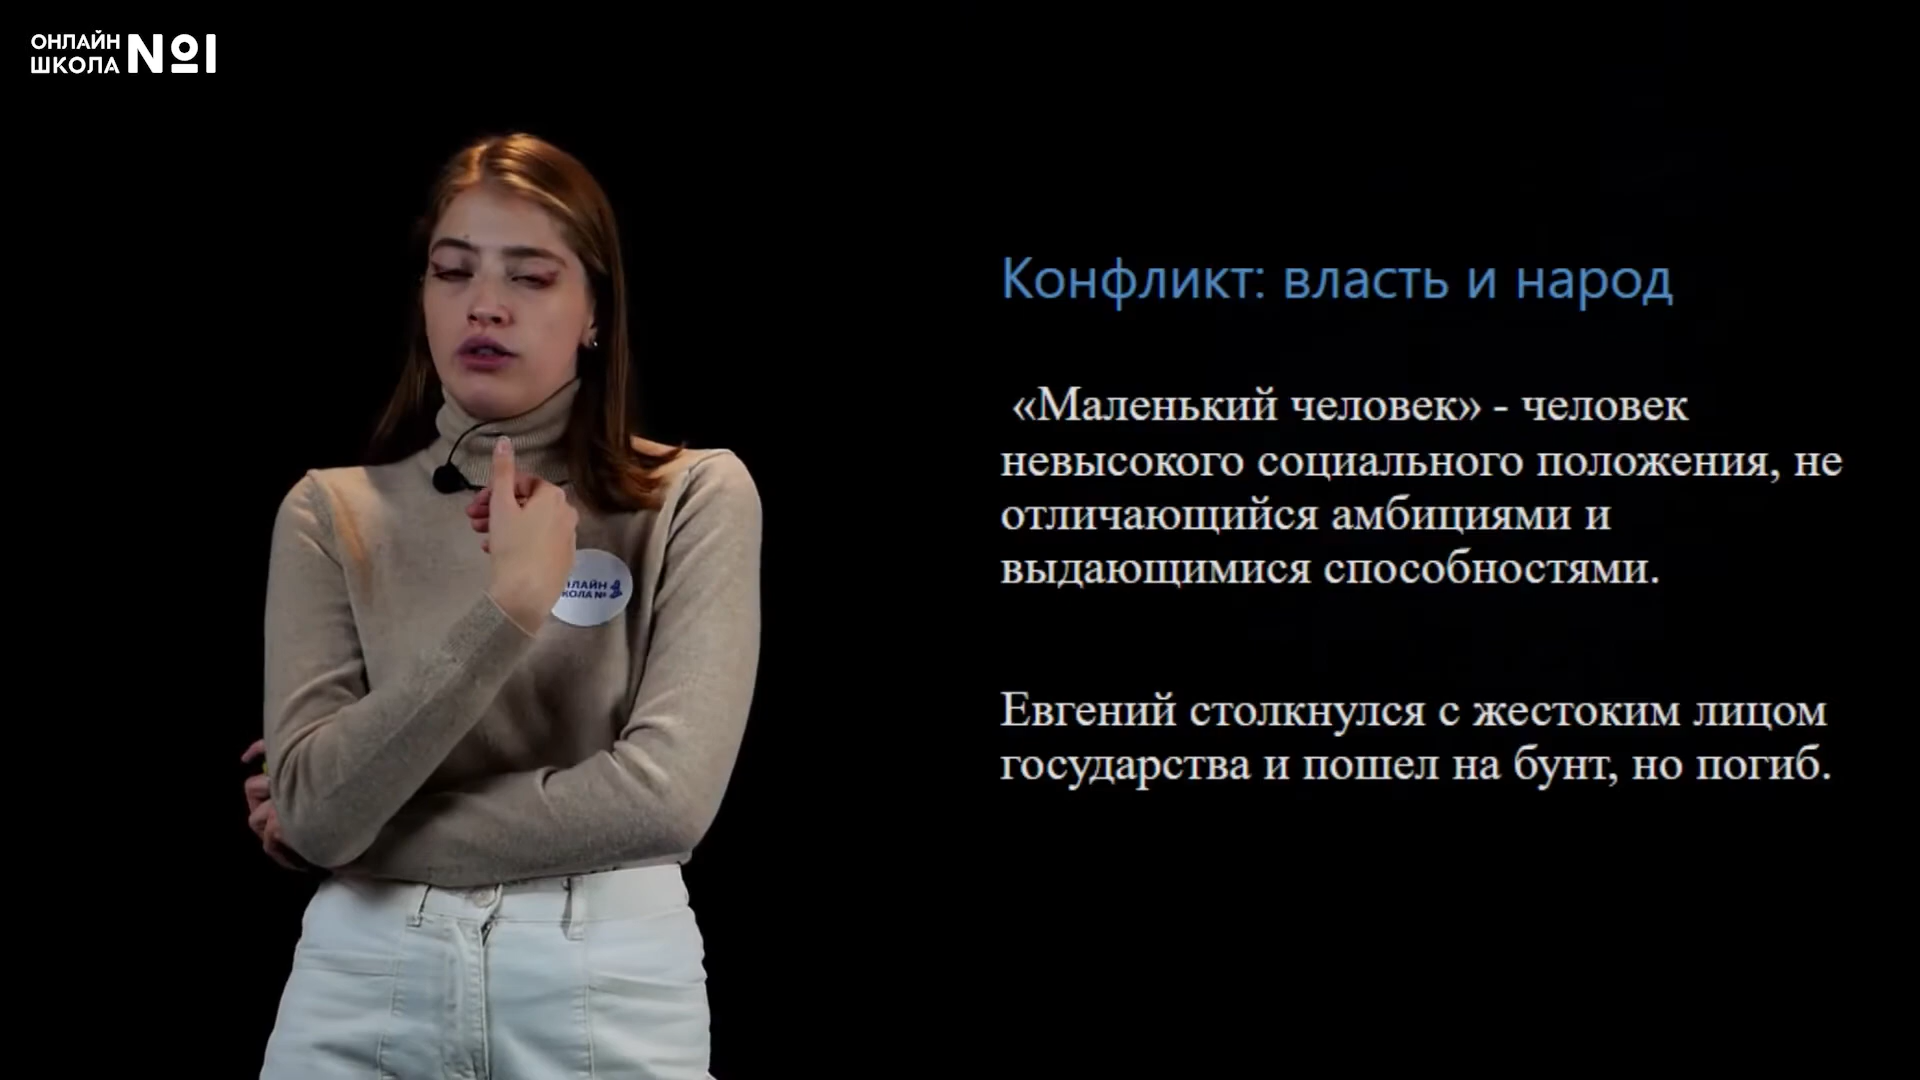 ОНЛАЙН
ШКОЛА №1
Конфликт: власть и народ
«Маленький человек» - человек
невысокого социального положения, не
отличающийся амбициями и
выдающимися способностями.
Евгений столкнулся с жестоким лицом
государства и пошел на бунт, но погиб.